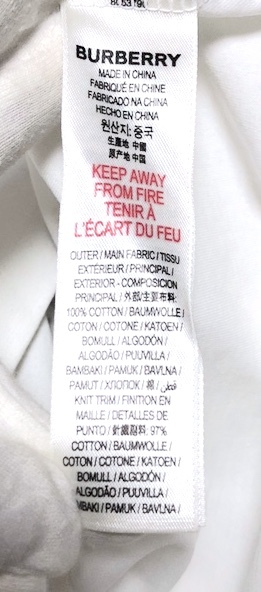 BURBERRY
MADE IN CHINA
FABRIQUÉ EN CHINE
FABRICADO NA CHINA
HECHO EN CHINA
원산지: 중국
生產地 中國
原产地 中国
KEEP AWAY
FROM FIRE
TENIR À
L'ÉCART DU FEU
OUTER / MAIN FABRIC / TISSU
EXTÉRIEUR / PRINCIPAL /
EXTERIOR - COMPOSICION
PRINCIPAL / 外部/主要布料:
100% COTTON / BAUMWOLLE /
COTON / COTONE / KATOEN /
BOMULL / ALGODÓN /
ALGODÃO / PUUVILLA /
BAMBAKI / PAMUK / BAVLNA /
PAMUT / ХЛОПОК / 棉 / قطن
KNIT TRIM / FINITION EN
MAILLE / DETALLES DE
PUNTO / 針織副料: 97%
COTTON / BAUMWOLLE /
COTON / COTONE / KATOEN /
BOMULL / ALGODÓN /
ALGODÃO / PUUVILLA /
MBAKI / PAMUK / BAVLNA /